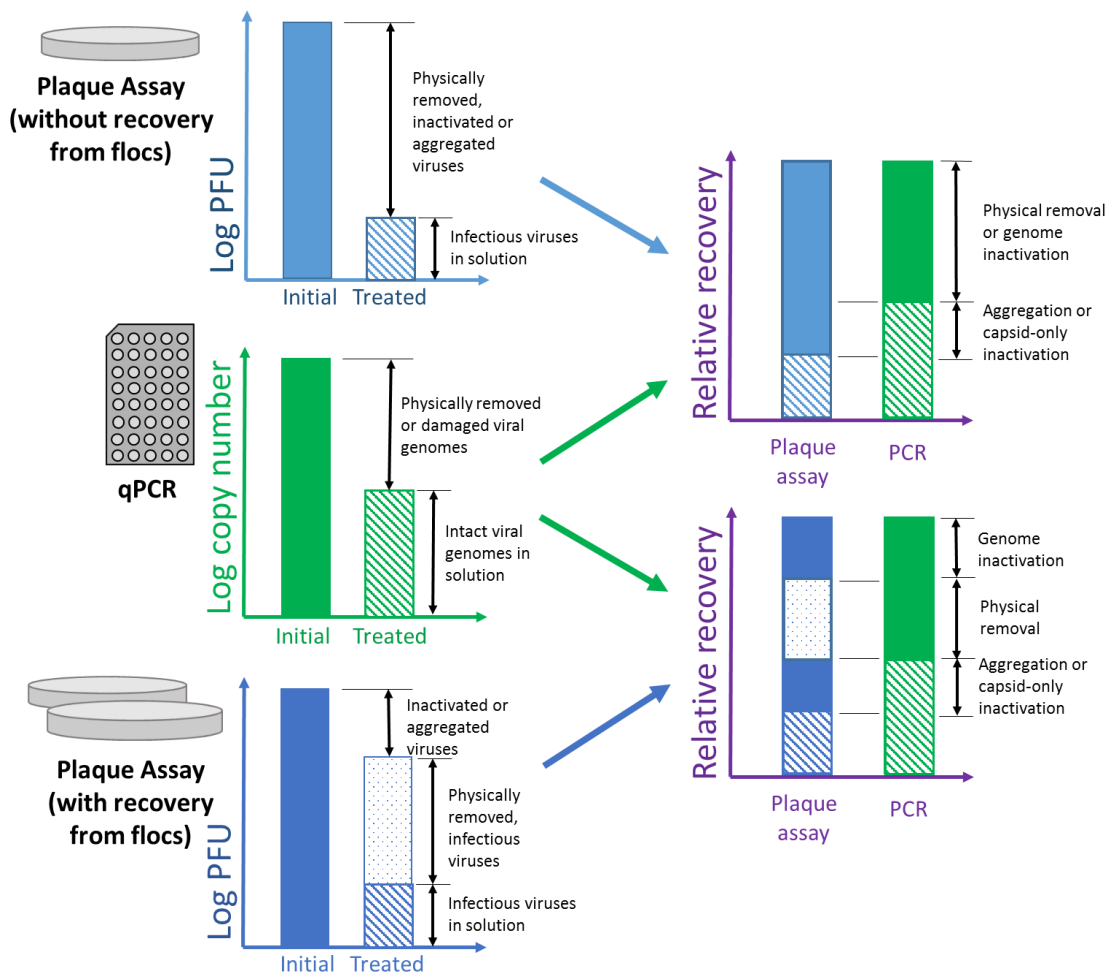 Plaque Assay
(without recovery
from flocs)
Log PFU
Physically
removed,
inactivated or
aggregated
viruses
Infectious viruses
in solution
Initial
Treated
qPCR
Log copy number
Physically removed
or damaged viral
genomes
Intact viral
genomes in
solution
Initial
Treated
Plaque Assay
(with recovery
from flocs)
Log PFU
Inactivated or
aggregated
viruses
Physically
removed,
infectious
viruses
Infectious viruses
in solution
Initial
Treated
Relative recovery
Physical removal
or genome
inactivation
Aggregation or
capsid-only
inactivation
Plaque
assay
PCR
Relative recovery
Genome
inactivation
Physical
removal
Aggregation or
capsid-only
inactivation
Plaque
assay
PCR